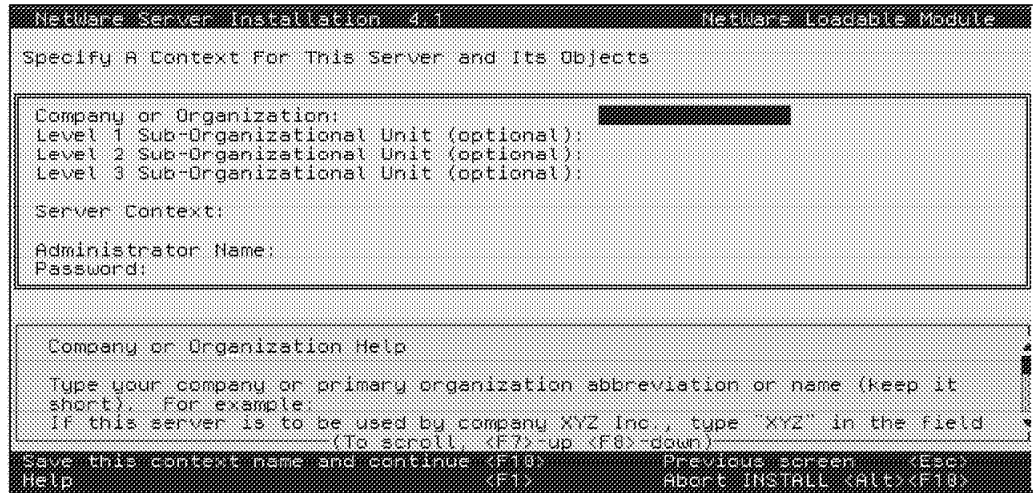 NetWare Server Installation 4.1 NetWare Loadable Module
Specify A Context For This Server and Its Objects
Company or Organization:
Level 1 Sub-Organizational Unit (optional):
Level 2 Sub-Organizational Unit (optional):
Level 3 Sub-Organizational Unit (optional):
Server Context:
Administrator Name:
Password:
Company or Organization Help
Type your company or primary organization abbreviation or name (keep it
short). For example:
If this server is to be used by company XYZ Inc., type "XYZ" in the field
(To scroll, <F7>-up <F8>-down)
Save this context name and continue <F10> Previous screen <Esc>
Help <F1> Abort INSTALL <Alt><F10>